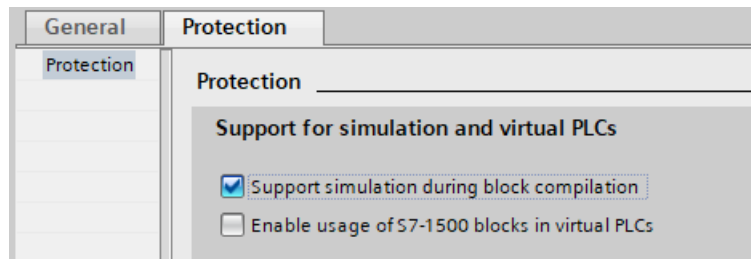 General Protection
Protection
Protection
Support for simulation and virtual PLCs
Support simulation during block compilation
Enable usage of S7-1500 blocks in virtual PLCs